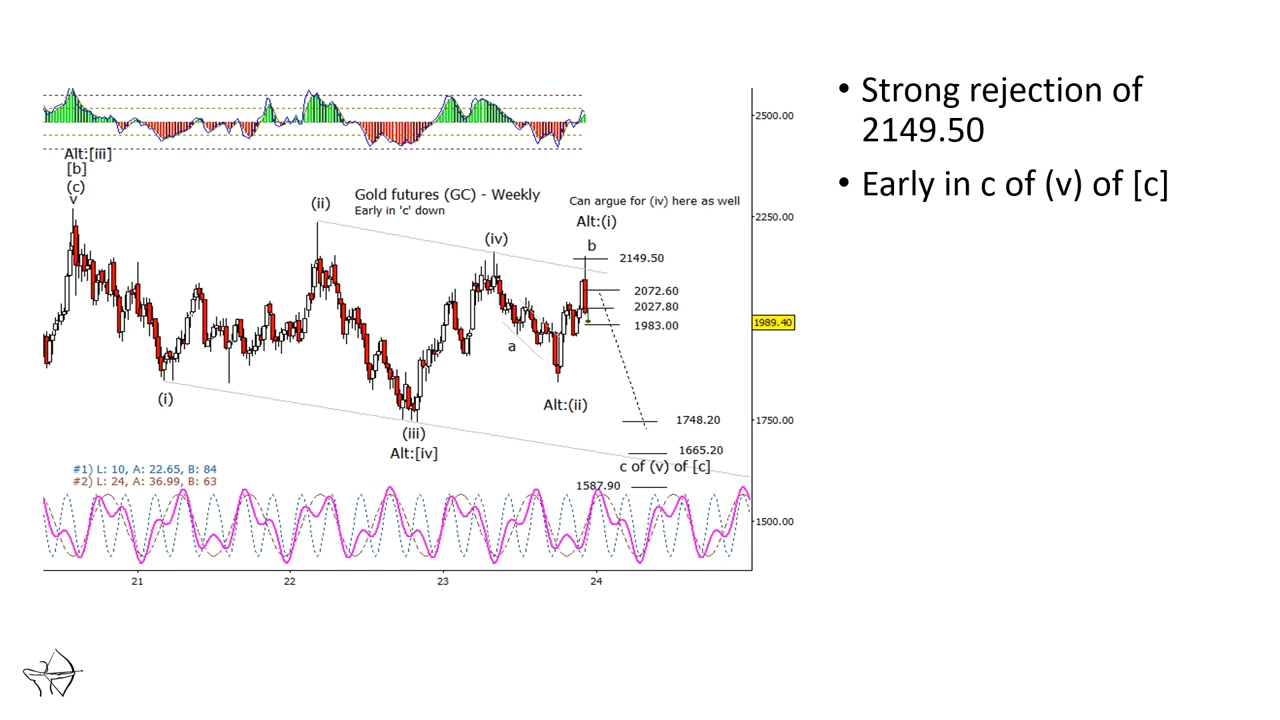 Alt:[iii]
[b]
(c)
v
Gold futures (GC) - Weekly
Early in 'c' down
(i)
(ii)
(iii)
Alt:[iv]
(iv)
a
Alt:(ii)
Can argue for (iv) here as well
Alt:(i)
b
2149.50
2072.60
2027.80
1983.00
1748.20
1665.20
c of (v) of [c]
1587.90
#1) L: 10, A: 22.65, B: 84
#2) L: 24, A: 36.99, B: 63
2500.00
2250.00
1989.40
1750.00
1500.00
21 22 23 24
• Strong rejection of
2149.50
• Early in c of (v) of [c]